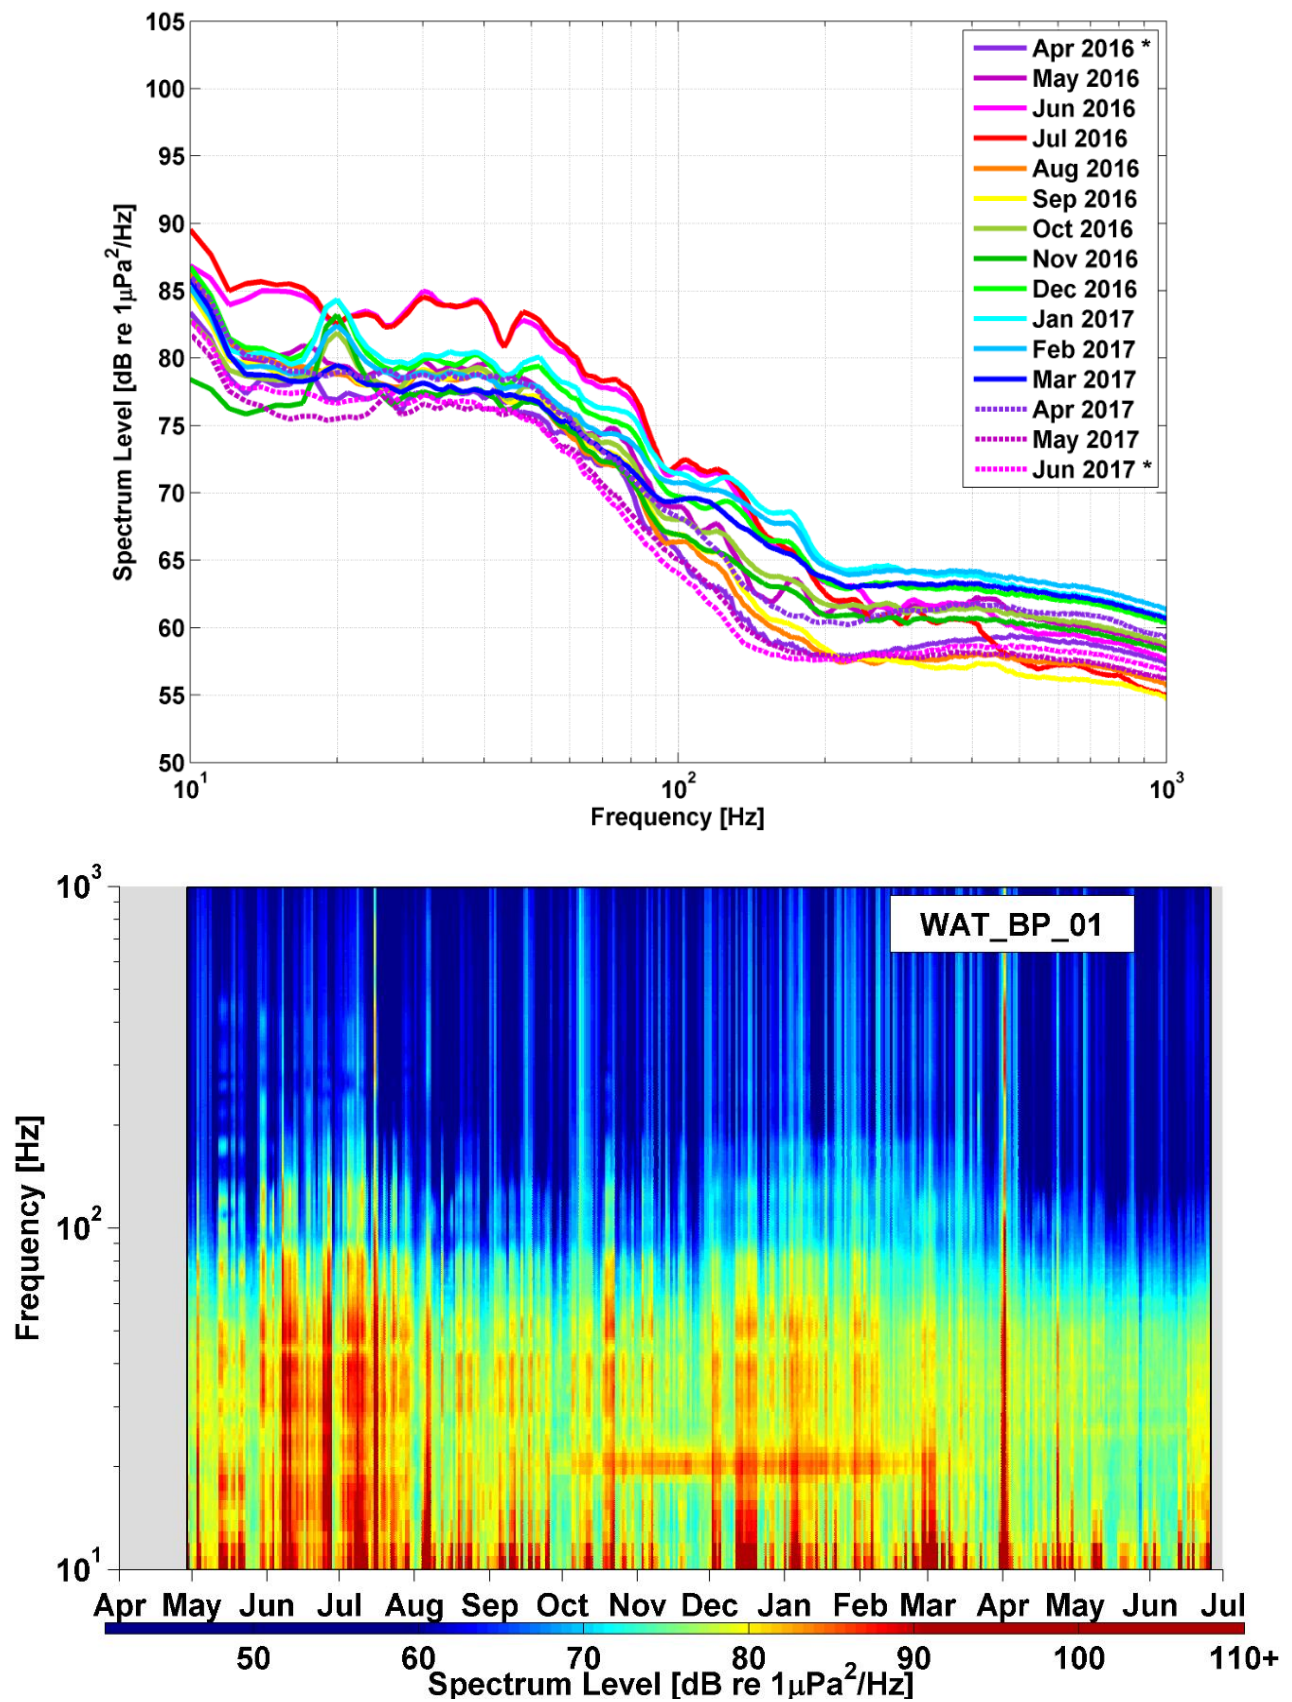 105
100
95
90
85
80
75
70
65
60
55
50
Spectrum Level [dB re 1μPa²/Hz]
Apr 2016 *
May 2016
Jun 2016
Jul 2016
Aug 2016
Sep 2016
Oct 2016
Nov 2016
Dec 2016
Jan 2017
Feb 2017
Mar 2017
Apr 2017
May 2017
Jun 2017 *
10¹ 10² 10³
Frequency [Hz]
WAT_BP_01
10³
10²
10¹
Frequency [Hz]
Apr May Jun Jul Aug Sep Oct Nov Dec Jan Feb Mar Apr May Jun Jul
50 60 70 80 90 100 110+
Spectrum Level [dB re 1μPa²/Hz]